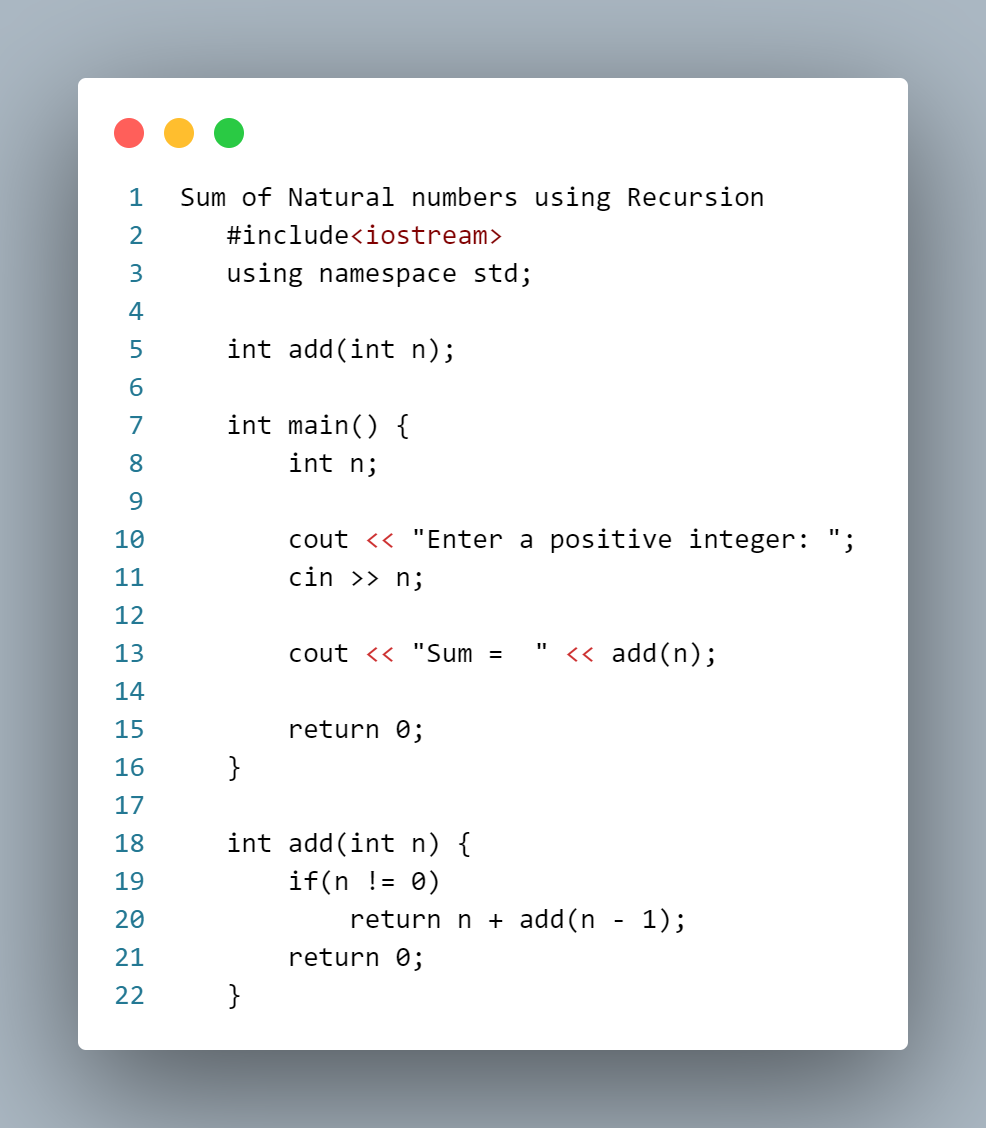 1 Sum of Natural numbers using Recursion
2 #include<iostream>
3 using namespace std;
4
5 int add(int n);
6
7 int main() {
8 int n;
9
10 cout << "Enter a positive integer: ";
11 cin >> n;
12
13 cout << "Sum =  " << add(n);
14
15 return 0;
16 }
17
18 int add(int n) {
19 if(n != 0)
20 return n + add(n - 1);
21 return 0;
22 }